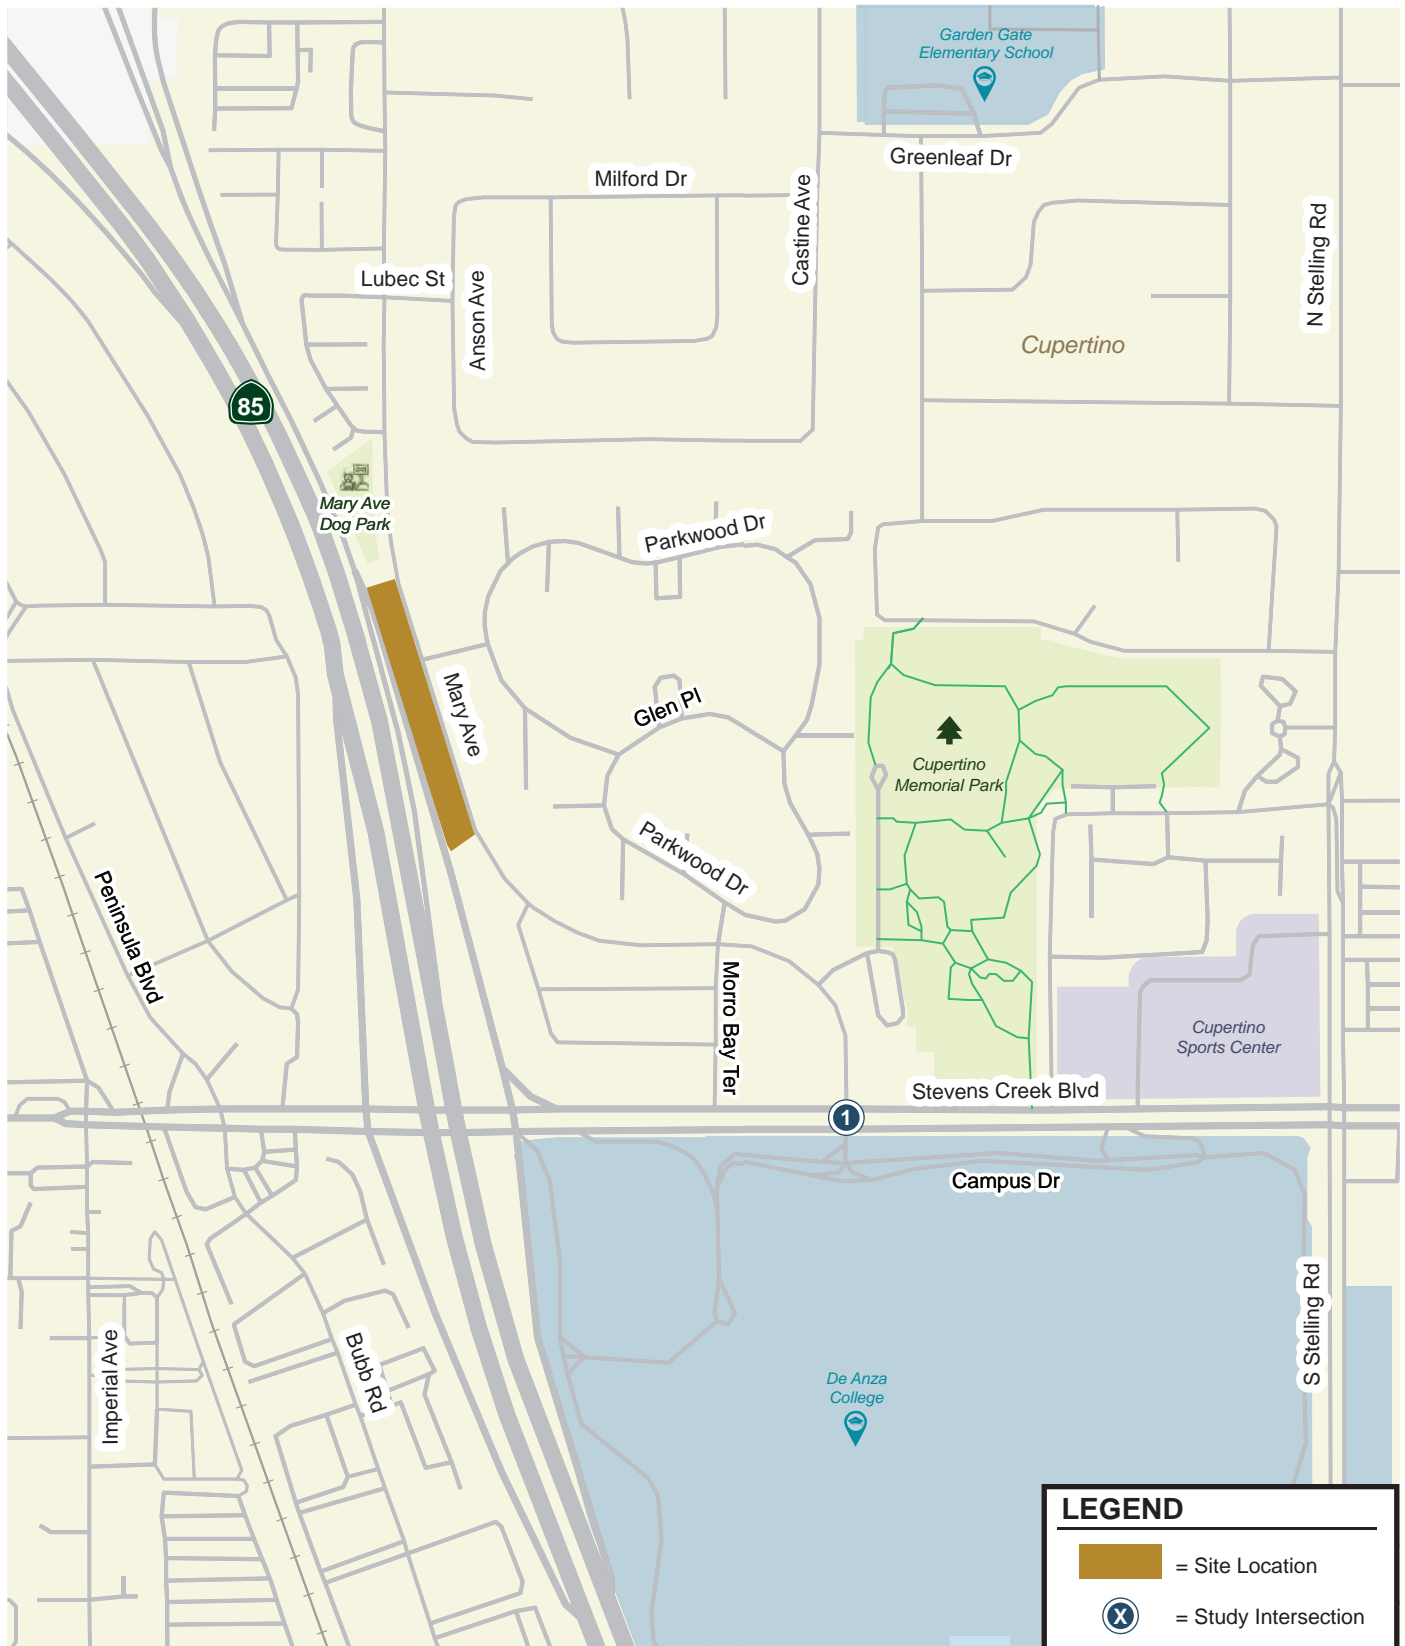 Garden Gate
Elementary School
Greenleaf Dr
Milford Dr
Castine Ave
N Stelling Rd
Lubec St
Anson Ave
Cupertino
85
Mary Ave
Dog Park
Parkwood Dr
Mary Ave
Glen Pl
Cupertino
Memorial Park
Parkwood Dr
Peninsula Blvd
Morro Bay Ter
Cupertino
Sports Center
Stevens Creek Blvd
1
Campus Dr
S Stelling Rd
Imperial Ave
Bubb Rd
De Anza
College
LEGEND
= Site Location
X = Study Intersection